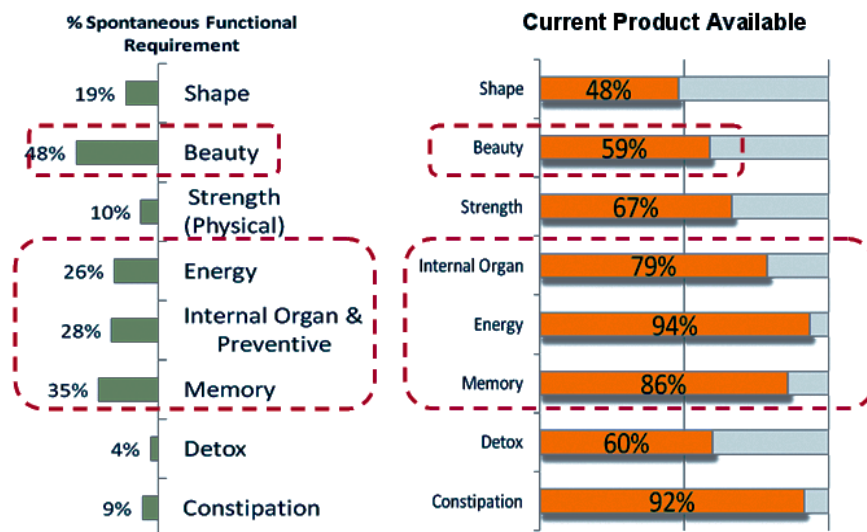 % Spontaneous Functional
Requirement
19% Shape
48% Beauty
10% Strength
(Physical)
26% Energy
28% Internal Organ &
Preventive
35% Memory
4% Detox
9% Constipation
Current Product Available
Shape 48%
Beauty 59%
Strength 67%
Internal Organ 79%
Energy 94%
Memory 86%
Detox 60%
Constipation 92%